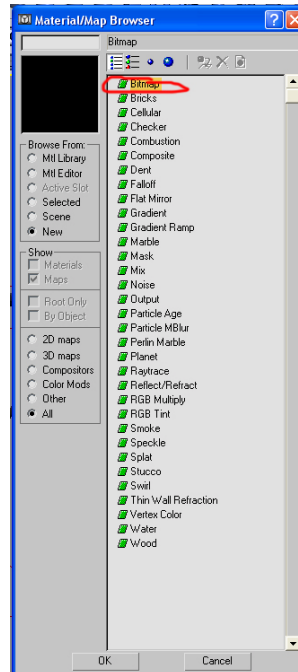 Material/Map Browser
Bitmap
Browse From:
Mtl Library
Mtl Editor
Active Slot
Selected
Scene
New
Show
Materials
Maps
Root Only
By Object
2D maps
3D maps
Compositors
Color Mods
Other
All
Bitmap
Bricks
Cellular
Checker
Combustion
Composite
Dent
Falloff
Flat Mirror
Gradient
Gradient Ramp
Marble
Mask
Mix
Noise
Output
Particle Age
Particle MBlur
Perlin Marble
Planet
Raytrace
Reflect/Refract
RGB Multiply
RGB Tint
Smoke
Speckle
Splat
Stucco
Swirl
Thin Wall Refraction
Vertex Color
Water
Wood
OK
Cancel